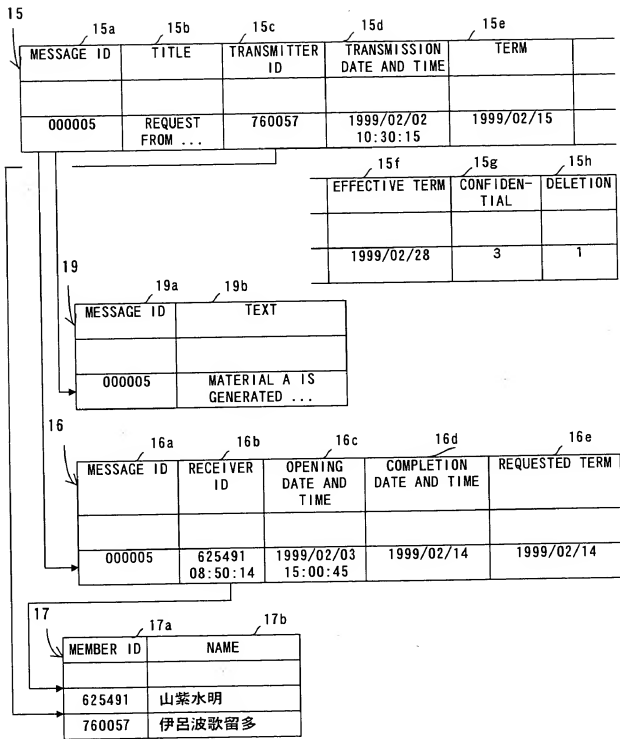 15
15a 15b 15c 15d 15e
MESSAGE ID TITLE TRANSMITTER ID TRANSMISSION DATE AND TIME TERM
000005 REQUEST FROM ... 760057 1999/02/02 10:30:15 1999/02/15
15f 15g 15h
EFFECTIVE TERM CONFIDEN-TIAL DELETION
1999/02/28 3 1
19
19a 19b
MESSAGE ID TEXT
000005 MATERIAL A IS GENERATED ...
16
16a 16b 16c 16d 16e
MESSAGE ID RECEIVER ID OPENING DATE AND TIME COMPLETION DATE AND TIME REQUESTED TERM
000005 625491 08:50:14 1999/02/03 15:00:45 1999/02/14 1999/02/14
17
17a 17b
MEMBER ID NAME
625491 山紫水明
760057 伊呂波歌留多